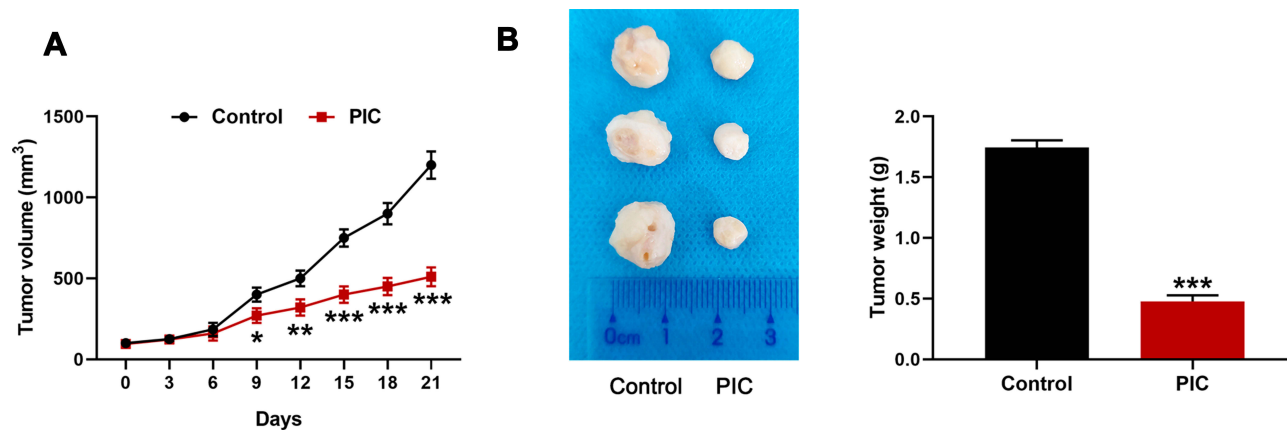 A
Control
PIC
Tumor volume (mm³)
1500
1000
500
0
*
**
***
***
***
0 3 6 9 12 15 18 21
Days
B
0cm 1 2 3
Control PIC
Tumor weight (g)
2.0
1.5
1.0
0.5
0.0
***
Control PIC